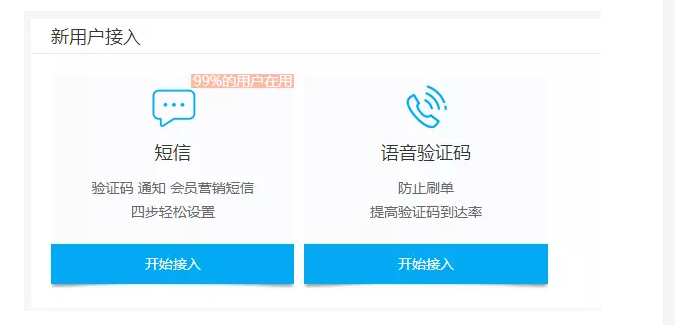 新用户接入
99%的用户在用
短信
验证码 通知 会员营销短信
四步轻松设置
开始接入
语音验证码
防止刷单
提高验证码到达率
开始接入